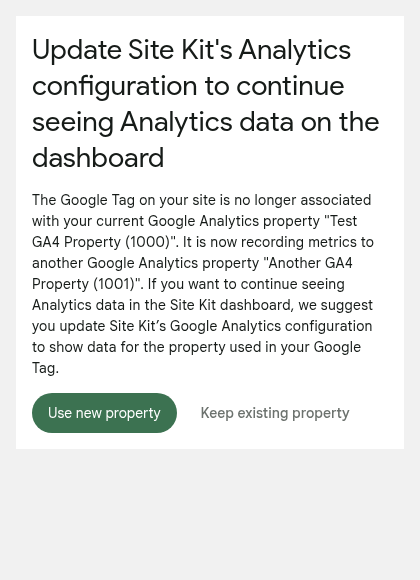 Update Site Kit's Analytics
configuration to continue
seeing Analytics data on the
dashboard
The Google Tag on your site is no longer associated
with your current Google Analytics property "Test
GA4 Property (1000)". It is now recording metrics to
another Google Analytics property "Another GA4
Property (1001)". If you want to continue seeing
Analytics data in the Site Kit dashboard, we suggest
you update Site Kit’s Google Analytics configuration
to show data for the property used in your Google
Tag.
Use new property
Keep existing property